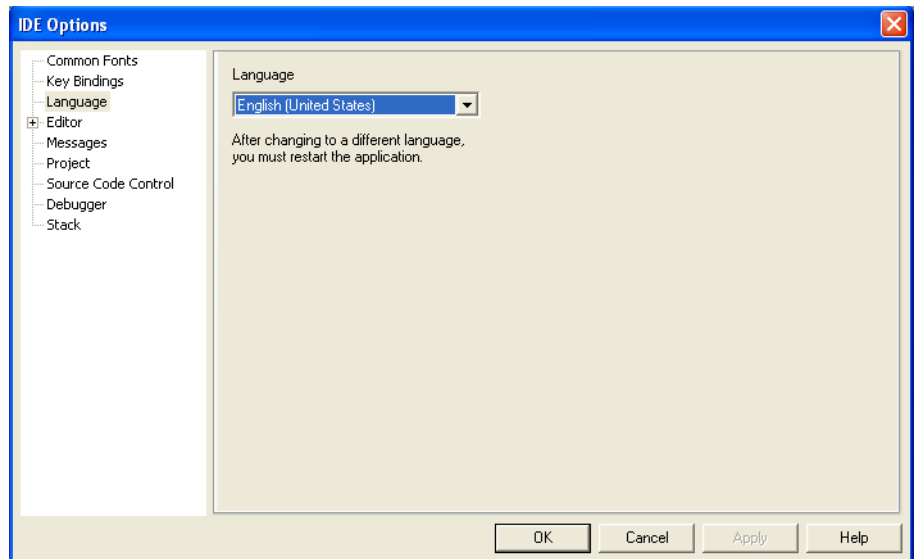 IDE Options
Common Fonts
Key Bindings
Language
Editor
Messages
Project
Source Code Control
Debugger
Stack
Language
English (United States)
After changing to a different language,
you must restart the application.
OK
Cancel
Apply
Help